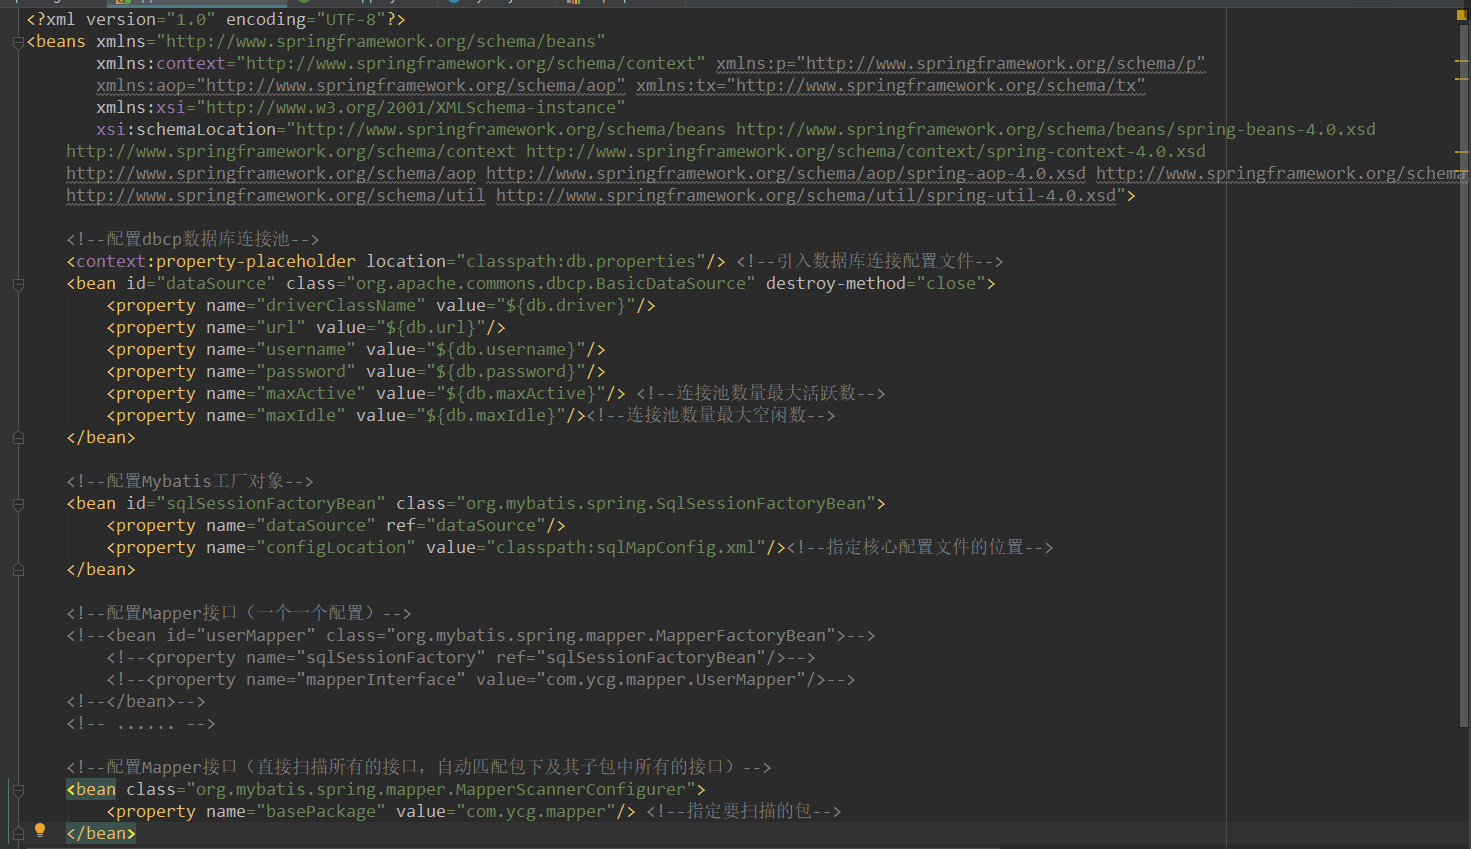 <?xml version="1.0" encoding="UTF-8"?>
<beans xmlns="http://www.springframework.org/schema/beans"
xmlns:context="http://www.springframework.org/schema/context" xmlns:p="http://www.springframework.org/schema/p"
xmlns:aop="http://www.springframework.org/schema/aop" xmlns:tx="http://www.springframework.org/schema/tx"
xmlns:xsi="http://www.w3.org/2001/XMLSchema-instance"
xsi:schemaLocation="http://www.springframework.org/schema/beans http://www.springframework.org/schema/beans/spring-beans-4.0.xsd
http://www.springframework.org/schema/context http://www.springframework.org/schema/context/spring-context-4.0.xsd
http://www.springframework.org/schema/aop http://www.springframework.org/schema/aop/spring-aop-4.0.xsd http://www.springframework.org/schema
http://www.springframework.org/schema/util http://www.springframework.org/schema/util/spring-util-4.0.xsd">
<!--配置dbcp数据库连接池-->
<context:property-placeholder location="classpath:db.properties"/> <!--引入数据库连接配置文件-->
<bean id="dataSource" class="org.apache.commons.dbcp.BasicDataSource" destroy-method="close">
<property name="driverClassName" value="${db.driver}"/>
<property name="url" value="${db.url}"/>
<property name="username" value="${db.username}"/>
<property name="password" value="${db.password}"/>
<property name="maxActive" value="${db.maxActive}"/> <!--连接池数量最大活跃数-->
<property name="maxIdle" value="${db.maxIdle}"/><!--连接池数量最大空闲数-->
</bean>
<!--配置Mybatis工厂对象-->
<bean id="sqlSessionFactoryBean" class="org.mybatis.spring.SqlSessionFactoryBean">
<property name="dataSource" ref="dataSource"/>
<property name="configLocation" value="classpath:sqlMapConfig.xml"/><!--指定核心配置文件的位置-->
</bean>
<!--配置Mapper接口（一个一个配置）-->
<!--<bean id="userMapper" class="org.mybatis.spring.mapper.MapperFactoryBean">-->
<!--<property name="sqlSessionFactory" ref="sqlSessionFactoryBean"/>-->
<!--<property name="mapperInterface" value="com.ycg.mapper.UserMapper"/>-->
<!--</bean>-->
<!-- ...... -->
<!--配置Mapper接口（直接扫描所有的接口，自动匹配包下及其子包中所有的接口）-->
<bean class="org.mybatis.spring.mapper.MapperScannerConfigurer">
<property name="basePackage" value="com.ycg.mapper"/> <!--指定要扫描的包-->
</bean>